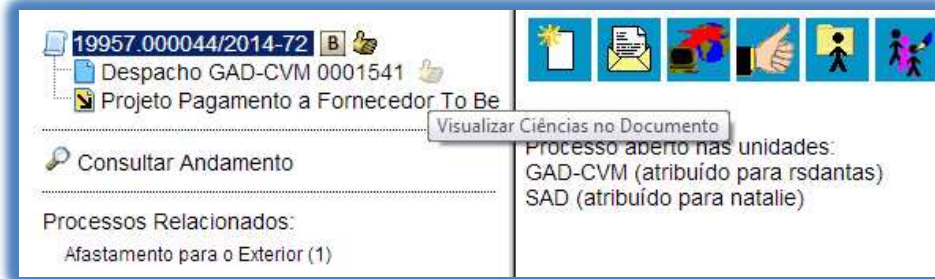 19957.000044/2014-72 B
Despacho GAD-CVM 0001541
Projeto Pagamento a Fornecedor To Be
Visualizar Ciências no Documento
Consultar Andamento
Processos Relacionados:
Afastamento para o Exterior (1)
Processo aberto nas unidades:
GAD-CVM (atribuído para rsdantas)
SAD (atribuído para natalie)